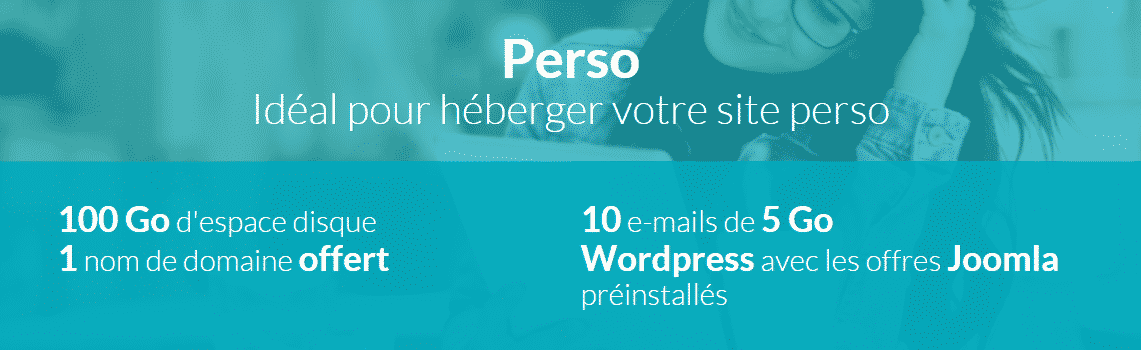 Perso
Idéal pour héberger votre site perso
100 Go d'espace disque
1 nom de domaine offert
10 e-mails de 5 Go
Wordpress avec les offres Joomla
préinstallés